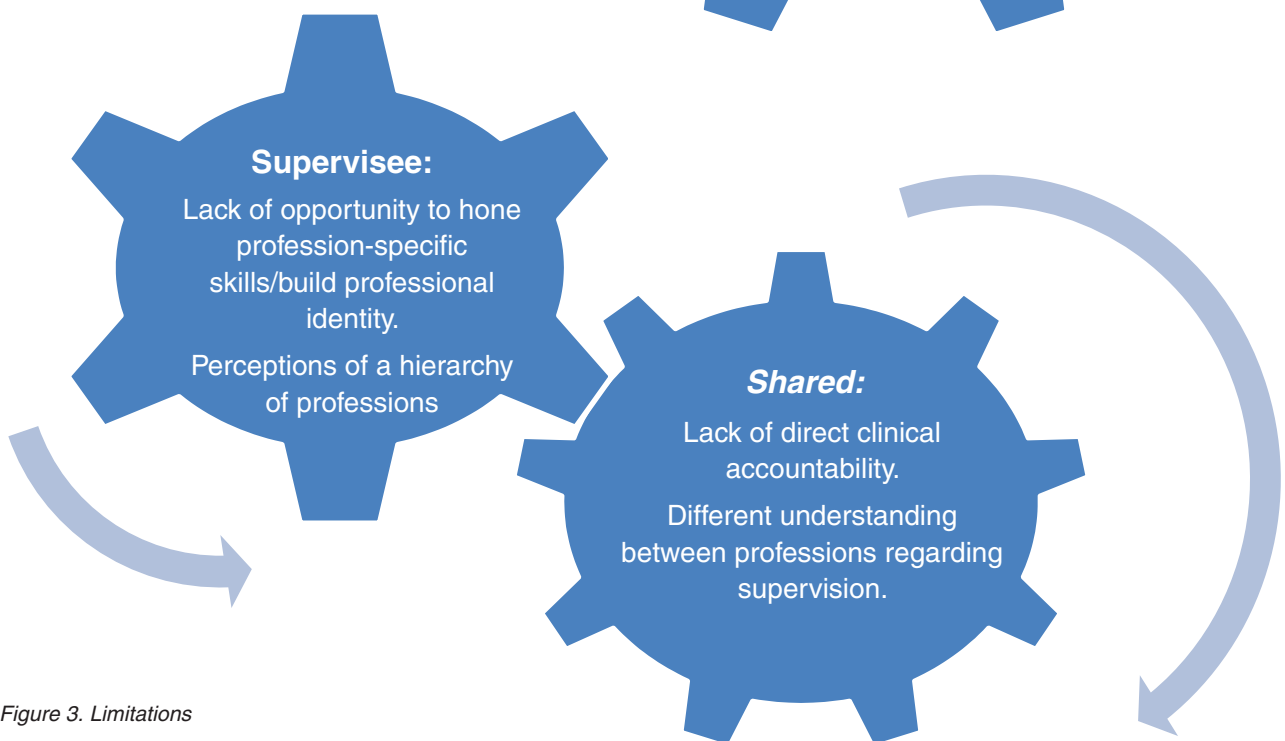 Supervisee:
Lack of opportunity to hone
profession-specific
skills/build professional
identity.
Perceptions of a hierarchy
of professions
Shared:
Lack of direct clinical
accountability.
Different understanding
between professions regarding
supervision.
Figure 3. Limitations